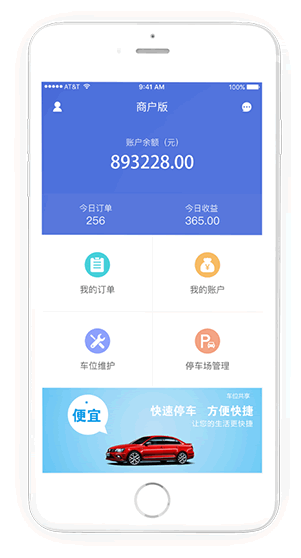 AT&T 9:41 AM 100%
商户版
账户余额（元）
893228.00
今日订单 今日收益
256 365.00
我的订单 我的账户
车位维护 停车场管理
车位共享
便宜 快速停车 方便快捷
让您的生活更快捷